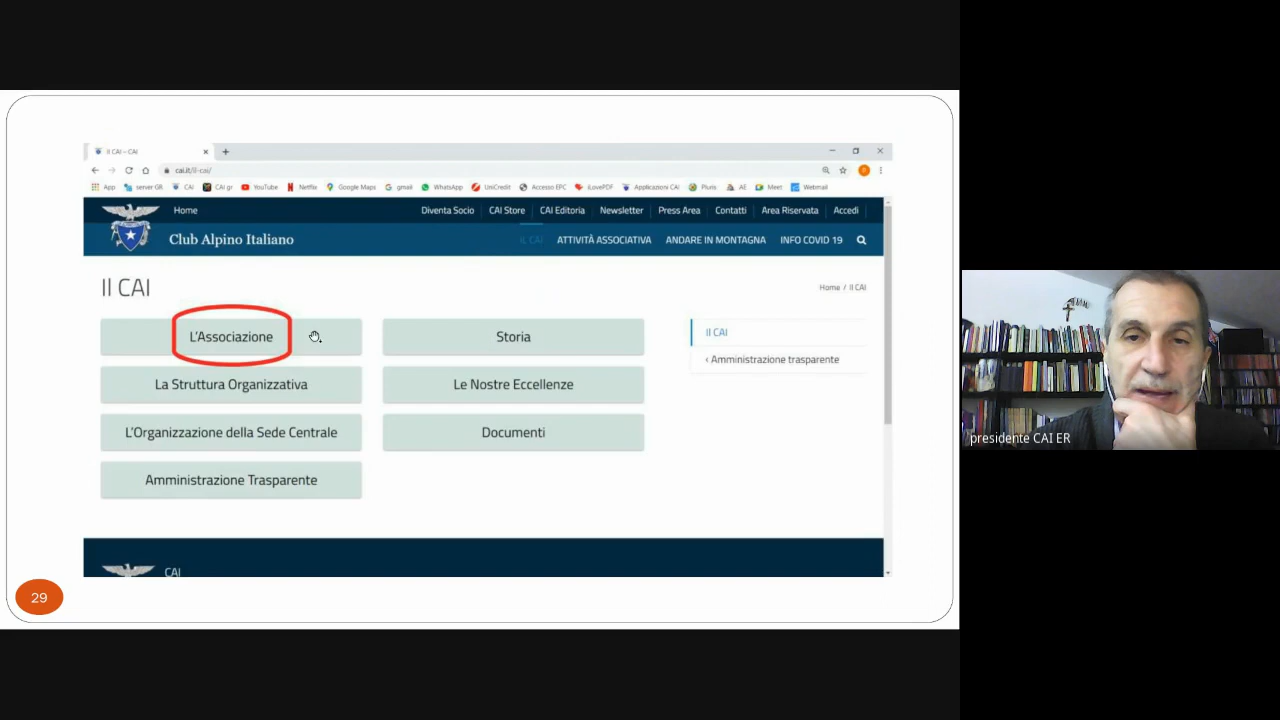 Il CAI – CAI
cai.it/il-cai/
App server GR CAI CAI gr YouTube Netflix Google Maps gmail WhatsApp UniCredit Accesso EPC iLovePDF Applicazioni CAI Pluris AE Meet Webmail
Home Diventa Socio CAI Store CAI Editoria Newsletter Press Area Contatti Area Riservata Accedi
Club Alpino Italiano IL CAI ATTIVITÀ ASSOCIATIVA ANDARE IN MONTAGNA INFO COVID 19
Il CAI
Home / Il CAI
L'Associazione
Storia
Il CAI
‹ Amministrazione trasparente
La Struttura Organizzativa
Le Nostre Eccellenze
L'Organizzazione della Sede Centrale
Documenti
Amministrazione Trasparente
CAI
29
presidente CAI ER